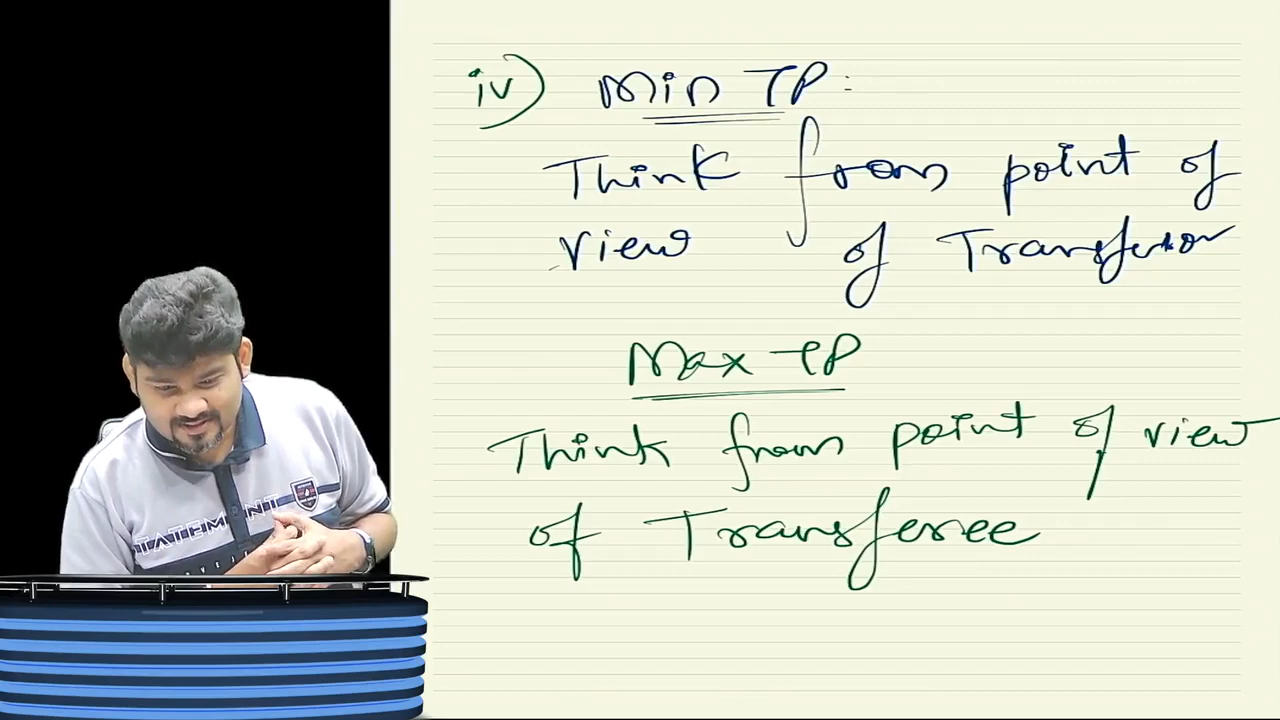 iv) Min TP:
Think from point of
view of Transferor
Max TP
Think from point of view
of Transferee
TATEMENT